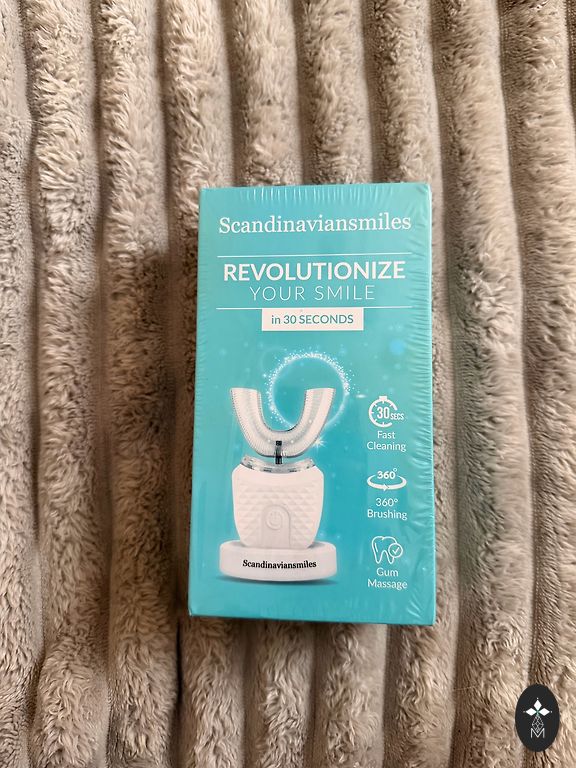 Scandinaviansmiles
REVOLUTIONIZE
YOUR SMILE
in 30 SECONDS
30 SECS
Fast
Cleaning
360°
360°
Brushing
Gum
Massage
Scandinaviansmiles
M